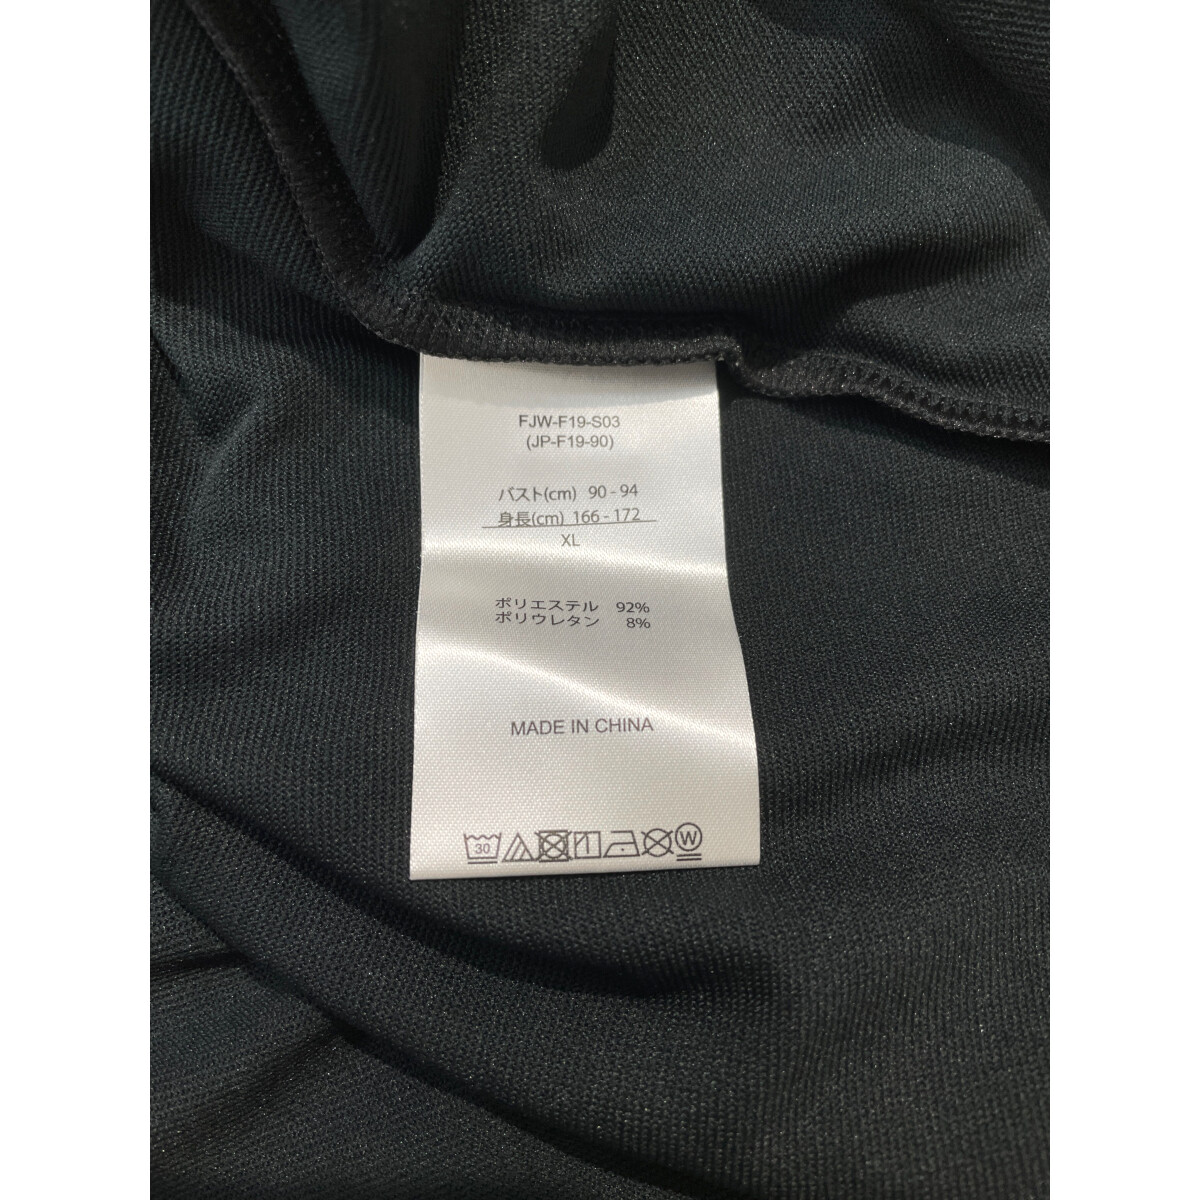 FJW-F19-S03
(JP-F19-90)
バスト(cm) 90 - 94
身長(cm) 166 - 172
XL
ポリエステル 92%
ポリウレタン 8%
MADE IN CHINA
30 W